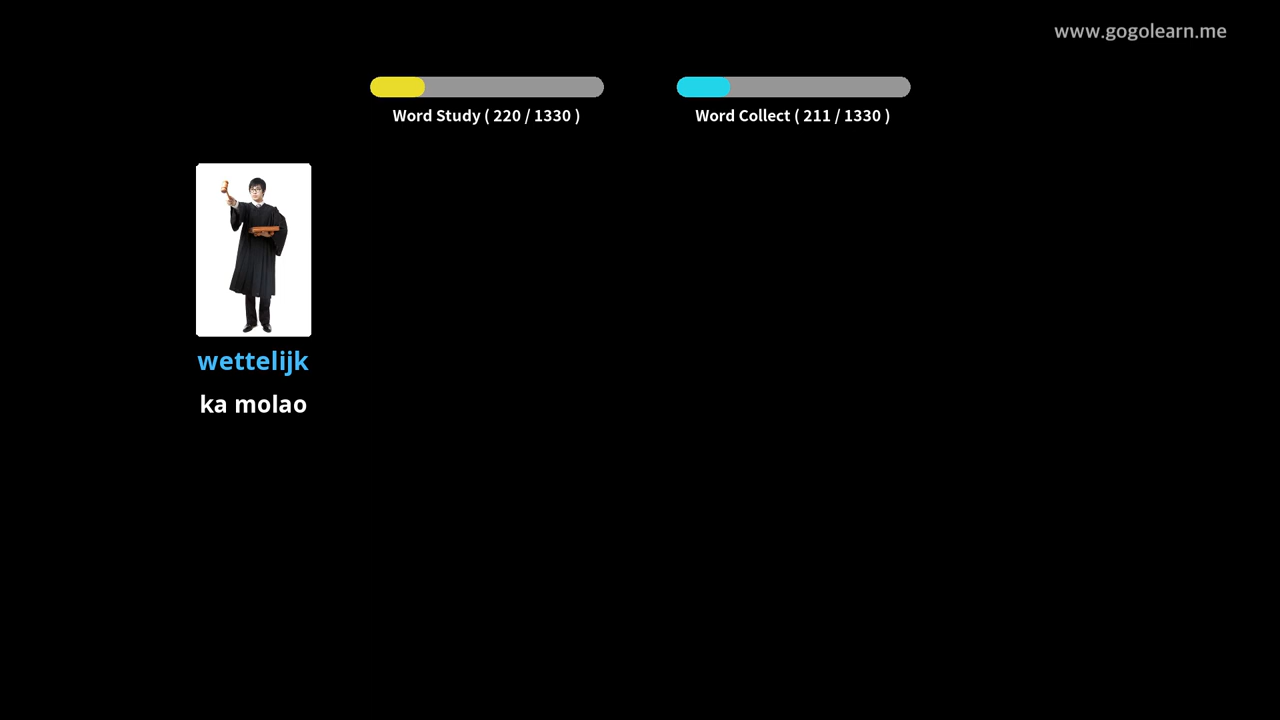 www.gogolearn.me
Word Study ( 220 / 1330 )
Word Collect ( 211 / 1330 )
wettelijk
ka molao